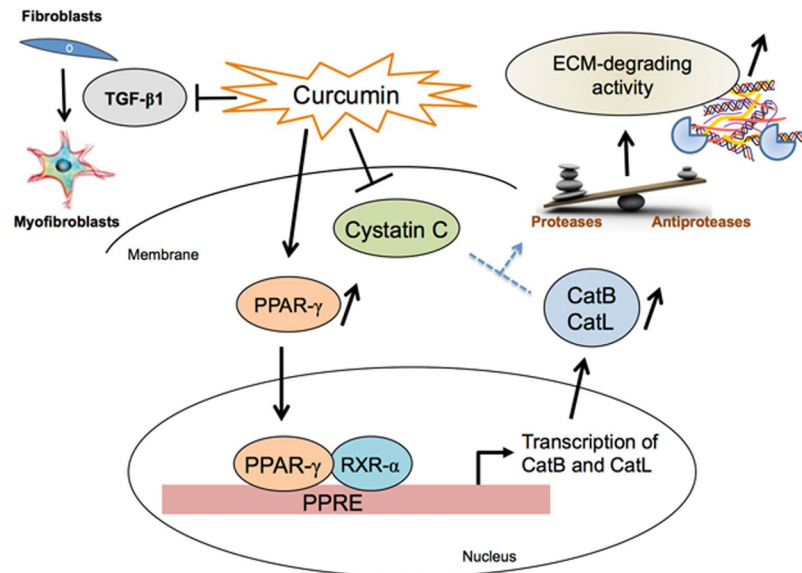 Fibroblasts
TGF-β1
Curcumin
ECM-degrading
activity
Myofibroblasts
Membrane
Cystatin C
Proteases
Antiproteases
PPAR-γ
CatB
CatL
PPAR-γ
RXR-α
PPRE
Transcription of
CatB and CatL
Nucleus